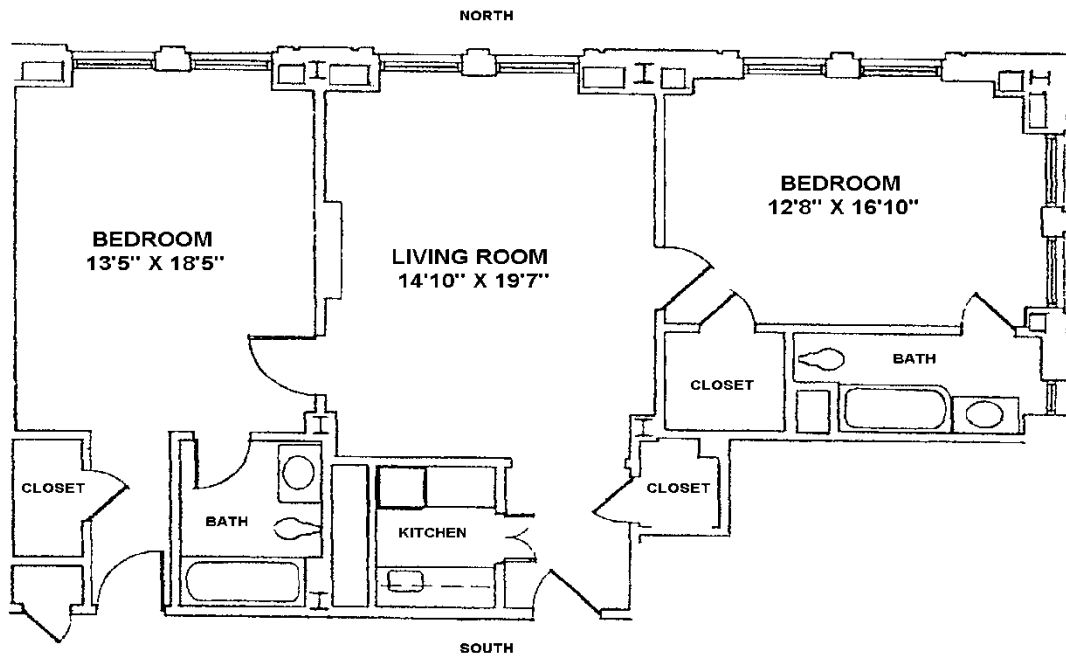 NORTH
BEDROOM
13'5" X 18'5"
LIVING ROOM
14'10" X 19'7"
BEDROOM
12'8" X 16'10"
BATH
CLOSET
CLOSET
BATH
KITCHEN
CLOSET
SOUTH